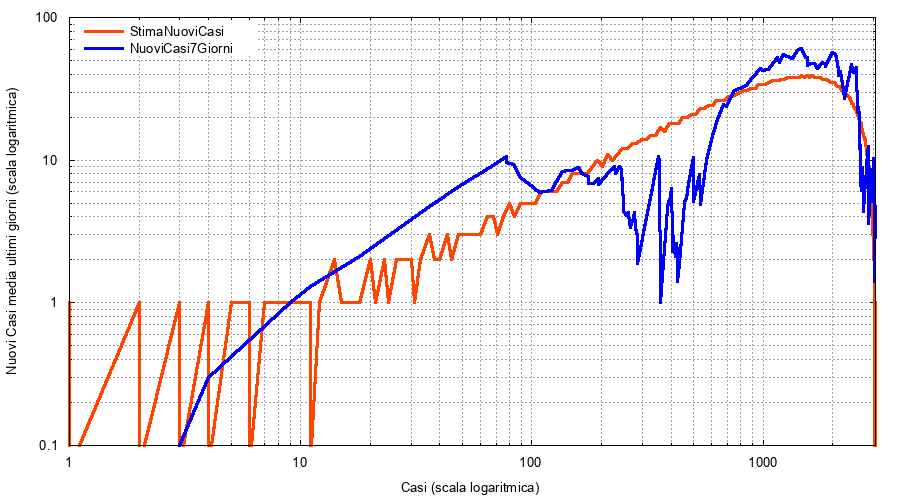 100
10
1
0.1
1
10
100
1000
StimaNuoviCasi
NuoviCasi7Giorni
Nuovi Casi media ultimi giorni (scala logaritmica)
Casi (scala logaritmica)